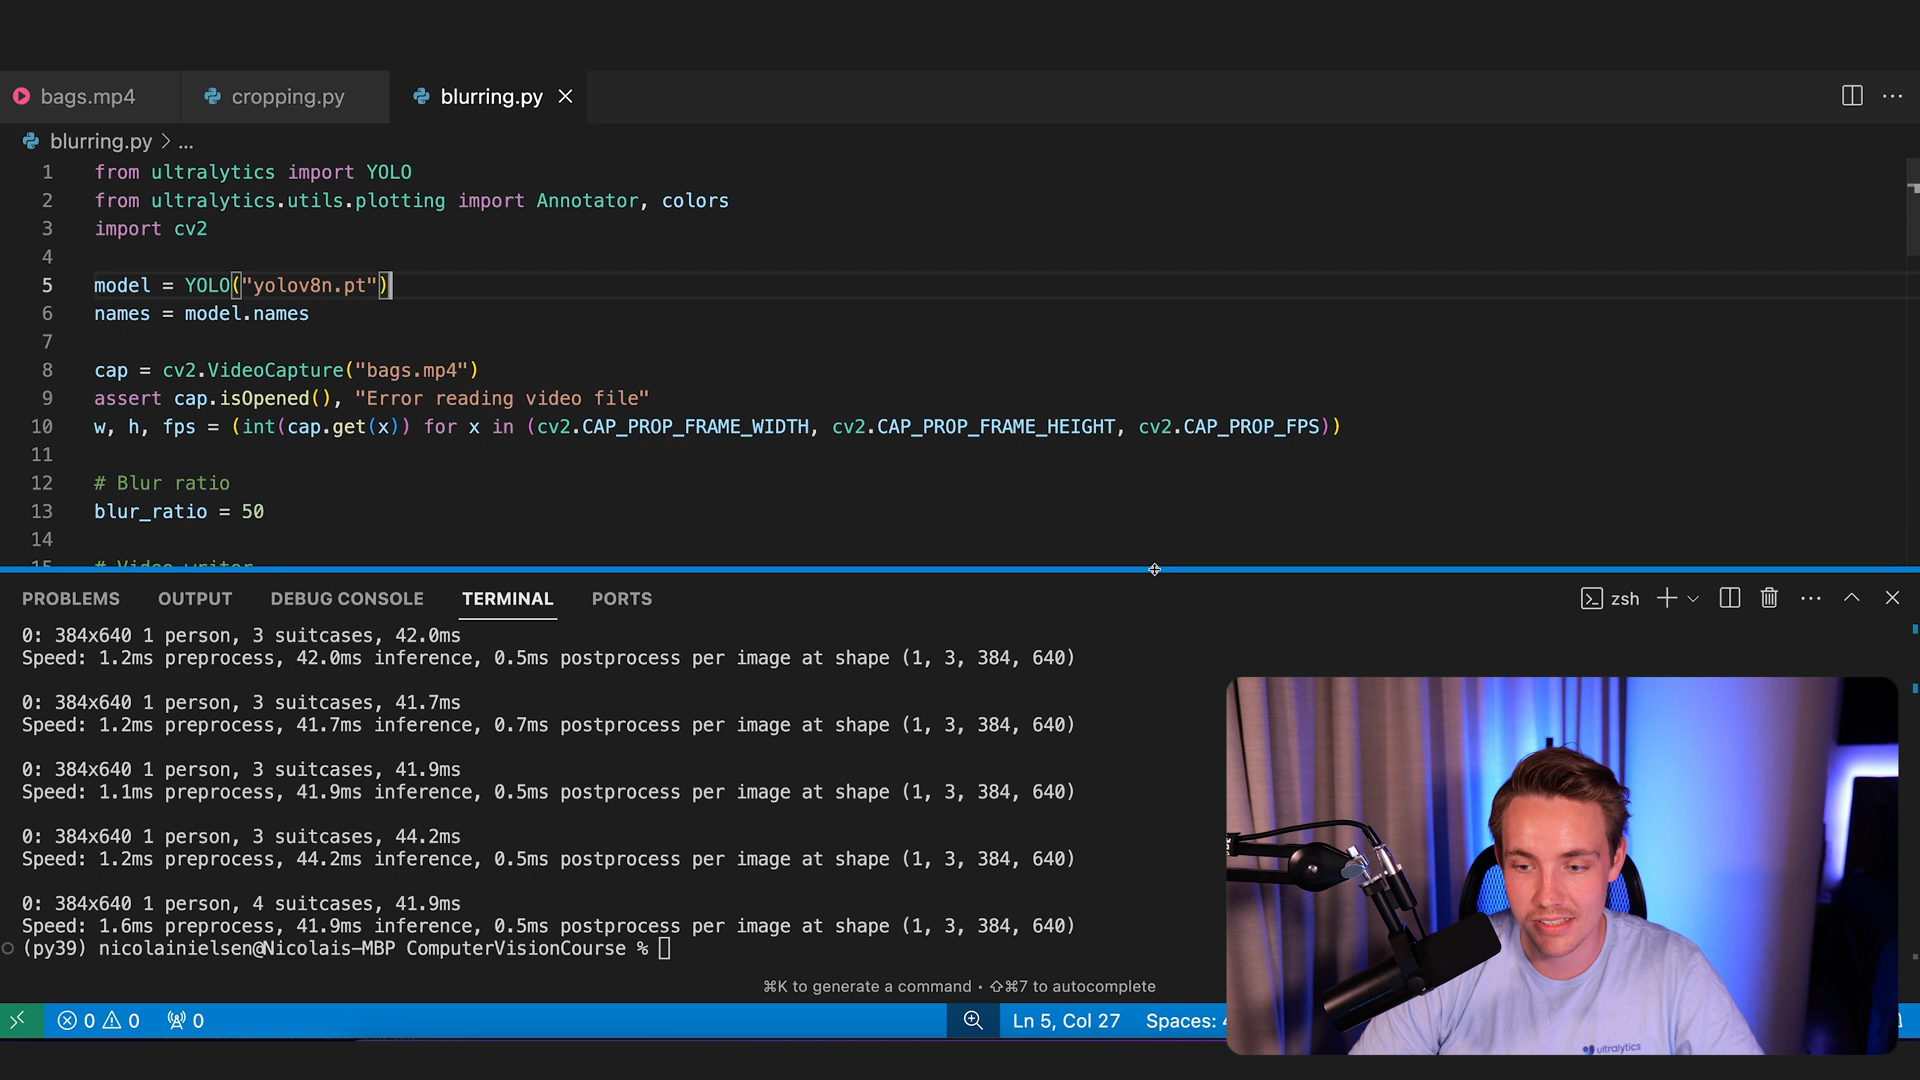 bags.mp4
cropping.py
blurring.py
blurring.py > ...
1 from ultralytics import YOLO
2 from ultralytics.utils.plotting import Annotator, colors
3 import cv2
4
5 model = YOLO("yolov8n.pt")
6 names = model.names
7
8 cap = cv2.VideoCapture("bags.mp4")
9 assert cap.isOpened(), "Error reading video file"
10 w, h, fps = (int(cap.get(x)) for x in (cv2.CAP_PROP_FRAME_WIDTH, cv2.CAP_PROP_FRAME_HEIGHT, cv2.CAP_PROP_FPS))
11
12 # Blur ratio
13 blur_ratio = 50
14
15 # Video writer
PROBLEMS OUTPUT DEBUG CONSOLE TERMINAL PORTS zsh
0: 384x640 1 person, 3 suitcases, 42.0ms
Speed: 1.2ms preprocess, 42.0ms inference, 0.5ms postprocess per image at shape (1, 3, 384, 640)
0: 384x640 1 person, 3 suitcases, 41.7ms
Speed: 1.2ms preprocess, 41.7ms inference, 0.7ms postprocess per image at shape (1, 3, 384, 640)
0: 384x640 1 person, 3 suitcases, 41.9ms
Speed: 1.1ms preprocess, 41.9ms inference, 0.5ms postprocess per image at shape (1, 3, 384, 640)
0: 384x640 1 person, 3 suitcases, 44.2ms
Speed: 1.2ms preprocess, 44.2ms inference, 0.5ms postprocess per image at shape (1, 3, 384, 640)
0: 384x640 1 person, 4 suitcases, 41.9ms
Speed: 1.6ms preprocess, 41.9ms inference, 0.5ms postprocess per image at shape (1, 3, 384, 640)
(py39) nicolainielsen@Nicolais-MBP ComputerVisionCourse %
⌘K to generate a command • ⇧⌘7 to autocomplete
0 0 0 Ln 5, Col 27 Spaces:
ultralytics